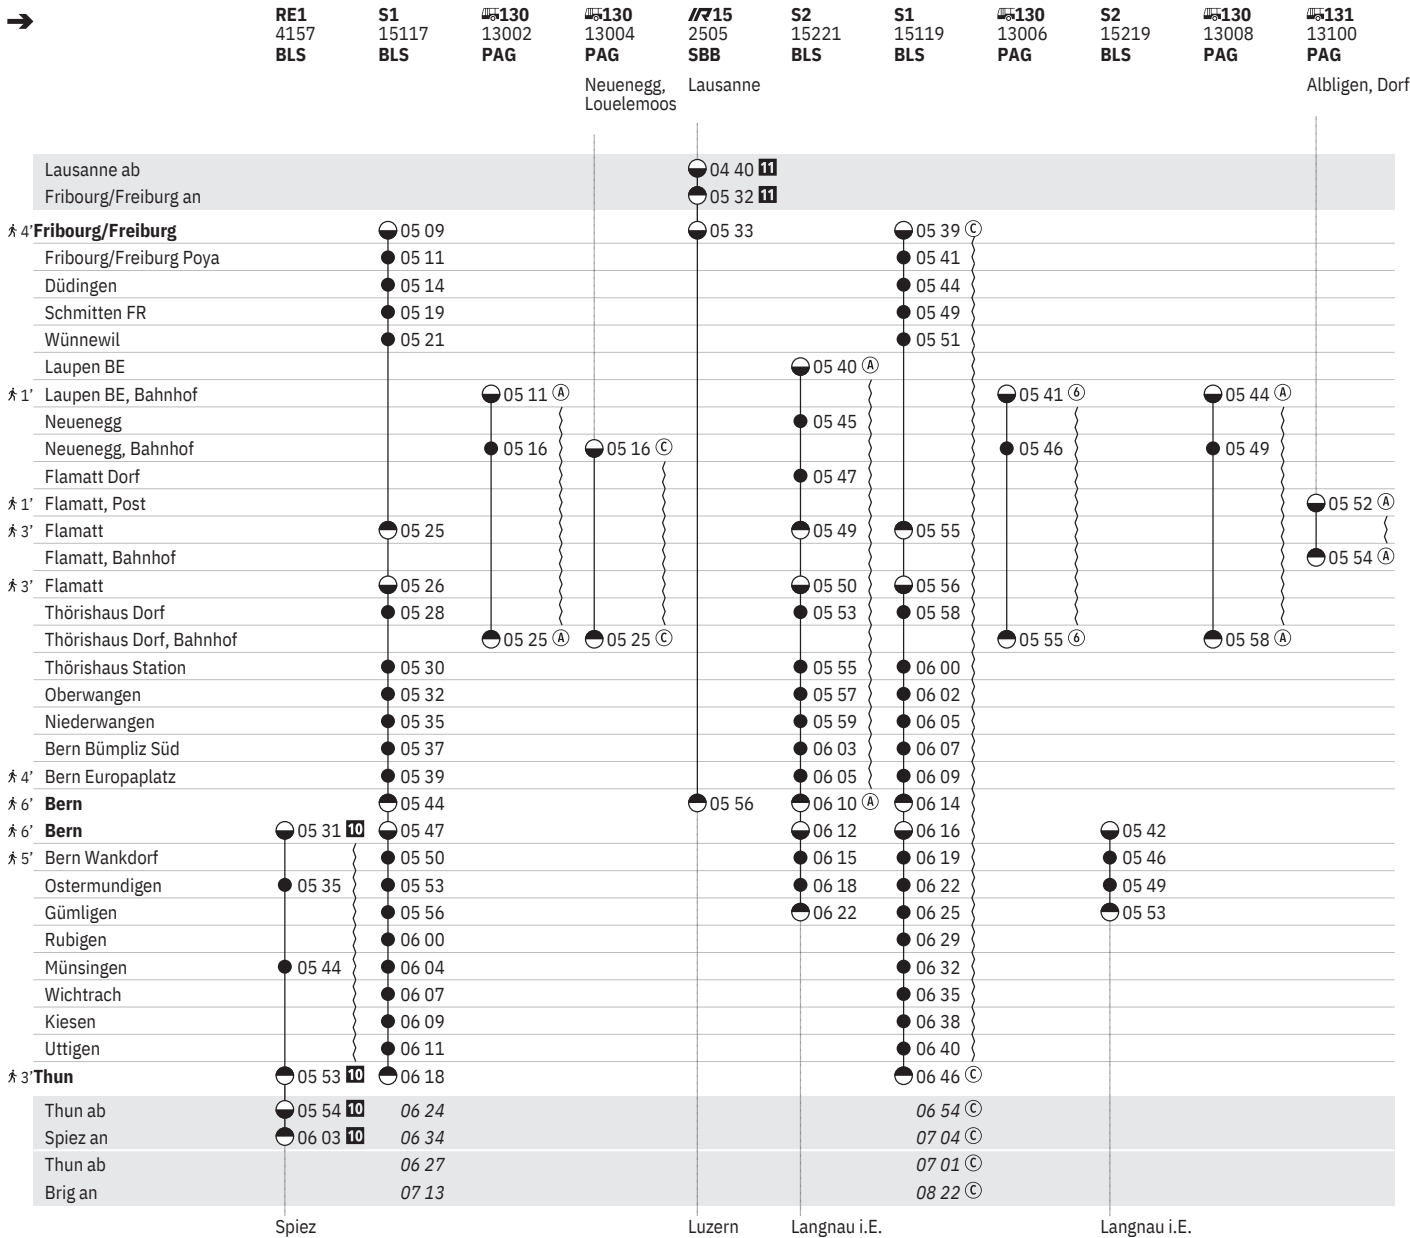 RE1 S1 130 130 IR15 S2 S1 130 S2 130 131
4157 15117 13002 13004 2505 15221 15119 13006 15219 13008 13100
BLS BLS PAG PAG SBB BLS BLS PAG BLS PAG PAG
Neuenegg, Lausanne Albligen, Dorf
Louelemoos
Lausanne ab 04 40 11
Fribourg/Freiburg an 05 32 11
4’ Fribourg/Freiburg 05 09 05 33 05 39 C
Fribourg/Freiburg Poya 05 11 05 41
Düdingen 05 14 05 44
Schmitten FR 05 19 05 49
Wünnewil 05 21 05 51
Laupen BE 05 40 A
1’ Laupen BE, Bahnhof 05 11 A 05 41 6 05 44 A
Neuenegg 05 45
Neuenegg, Bahnhof 05 16 05 16 C 05 46 05 49
Flamatt Dorf 05 47
1’ Flamatt, Post 05 52 A
3’ Flamatt 05 25 05 49 05 55
Flamatt, Bahnhof 05 54 A
3’ Flamatt 05 26 05 50 05 56
Thörishaus Dorf 05 28 05 53 05 58
Thörishaus Dorf, Bahnhof 05 25 A 05 25 C 05 55 6 05 58 A
Thörishaus Station 05 30 05 55 06 00
Oberwangen 05 32 05 57 06 02
Niederwangen 05 35 05 59 06 05
Bern Bümpliz Süd 05 37 06 03 06 07
4’ Bern Europaplatz 05 39 06 05 06 09
6’ Bern 05 44 05 56 06 10 A 06 14
6’ Bern 05 31 10 05 47 06 12 06 16 05 42
5’ Bern Wankdorf 05 50 06 15 06 19 05 46
Ostermundigen 05 35 05 53 06 18 06 22 05 49
Gümligen 05 56 06 22 06 25 05 53
Rubigen 06 00 06 29
Münsingen 05 44 06 04 06 32
Wichtrach 06 07 06 35
Kiesen 06 09 06 38
Uttigen 06 11 06 40
3’ Thun 05 53 10 06 18 06 46 C
Thun ab 05 54 10 06 24 06 54 C
Spiez an 06 03 10 06 34 07 04 C
Thun ab 06 27 07 01 C
Brig an 07 13 08 22 C
Spiez Luzern Langnau i.E. Langnau i.E.